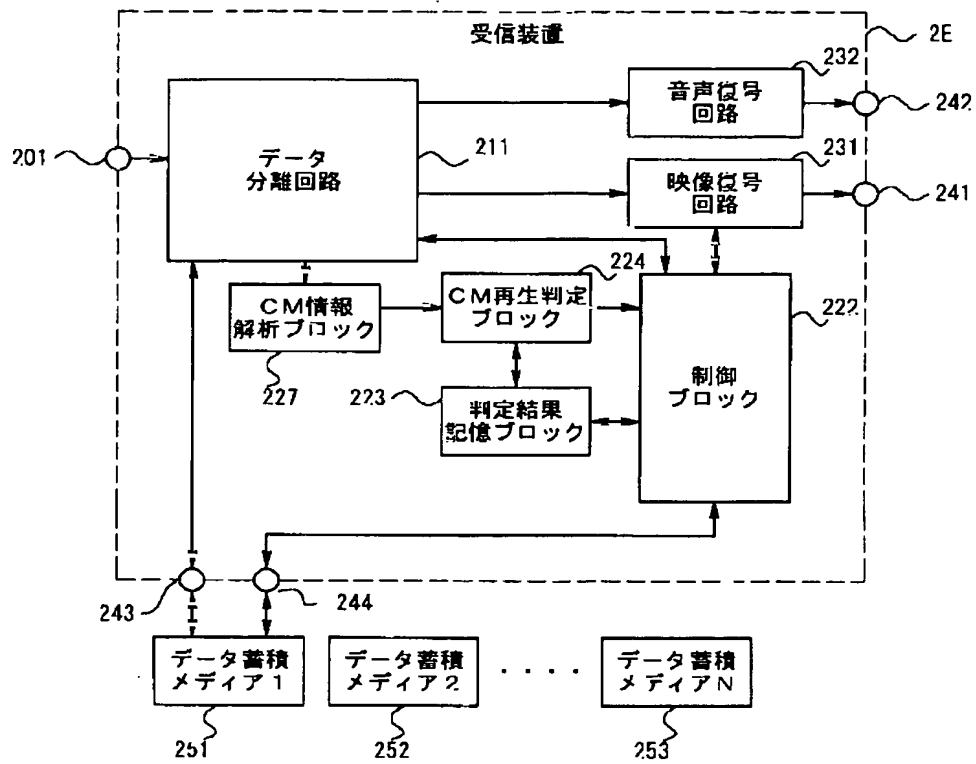 受信装置
2E
232
音声復号
回路
242
201
データ
分離回路
211
231
映像復号
回路
241
224
CM情報
解析ブロック
CM再生判定
ブロック
222
227
223
判定結果
記憶ブロック
制御
ブロック
243
244
データ蓄積
メディア1
データ蓄積
メディア2
・・・・
データ蓄積
メディアN
251
252
253